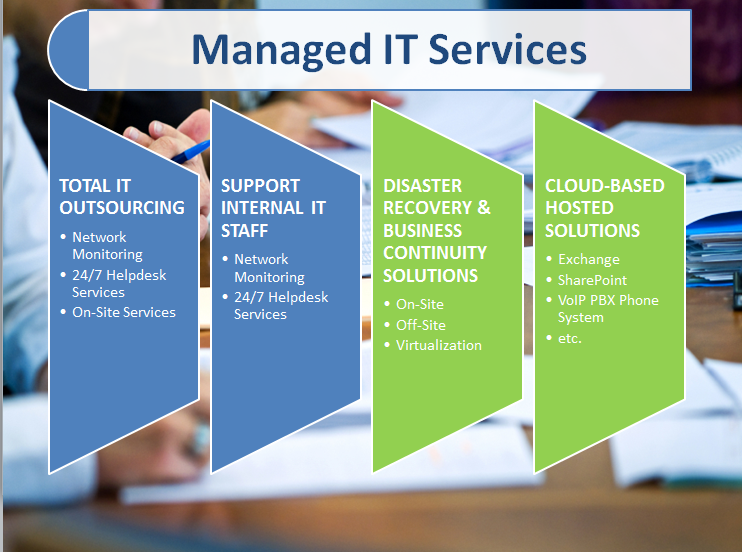 Managed IT Services
TOTAL IT
OUTSOURCING
• Network
Monitoring
• 24/7 Helpdesk
Services
• On-Site Services
SUPPORT
INTERNAL IT
STAFF
• Network
Monitoring
• 24/7 Helpdesk
Services
DISASTER
RECOVERY &
BUSINESS
CONTINUITY
SOLUTIONS
• On-Site
• Off-Site
• Virtualization
CLOUD-BASED
HOSTED
SOLUTIONS
• Exchange
• SharePoint
• VoIP PBX Phone
System
• etc.